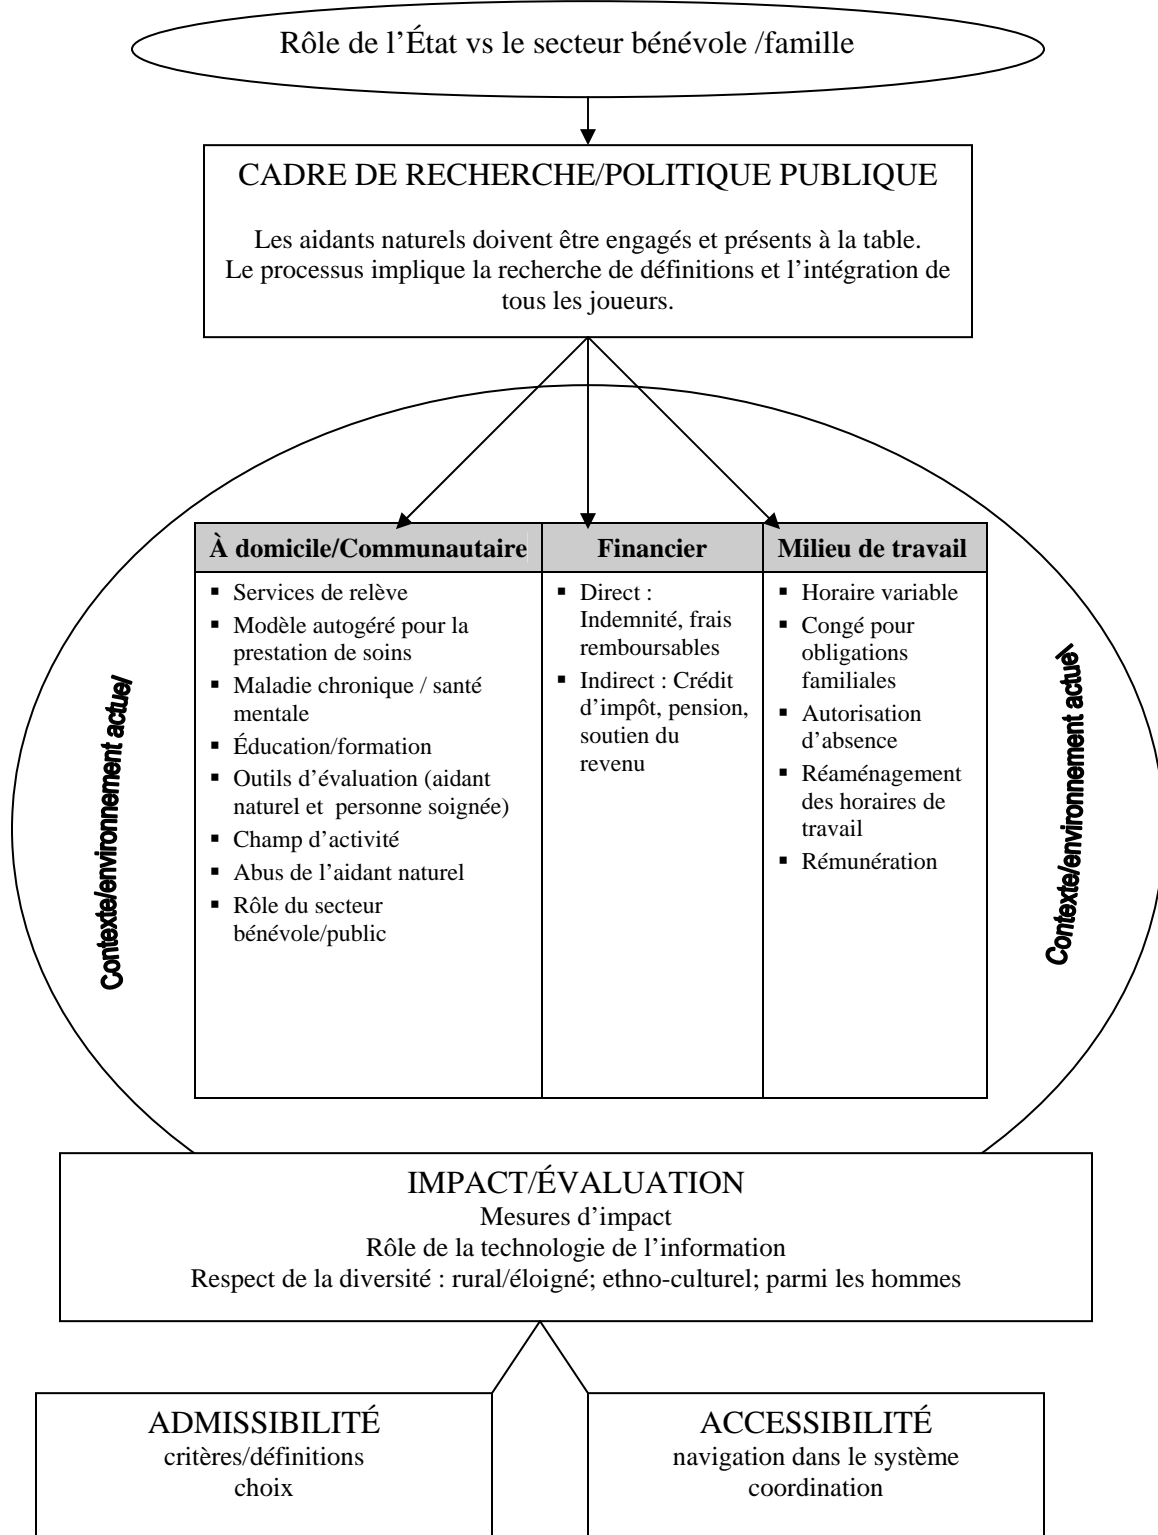 Rôle de l’État vs le secteur bénévole /famille
CADRE DE RECHERCHE/POLITIQUE PUBLIQUE
Les aidants naturels doivent être engagés et présents à la table.
Le processus implique la recherche de définitions et l’intégration de
tous les joueurs.
Contexte/environnement actuel
À domicile/Communautaire
▪ Services de relève
▪ Modèle autogéré pour la
prestation de soins
▪ Maladie chronique / santé
mentale
▪ Éducation/formation
▪ Outils d’évaluation (aidant
naturel et personne soignée)
▪ Champ d’activité
▪ Abus de l’aidant naturel
▪ Rôle du secteur
bénévole/public
Financier
▪ Direct :
Indemnité, frais
remboursables
▪ Indirect : Crédit
d’impôt, pension,
soutien du
revenu
Milieu de travail
▪ Horaire variable
▪ Congé pour
obligations
familiales
▪ Autorisation
d’absence
▪ Réaménagement
des horaires de
travail
▪ Rémunération
Contexte/environnement actuel
IMPACT/ÉVALUATION
Mesures d’impact
Rôle de la technologie de l’information
Respect de la diversité : rural/éloigné; ethno-culturel; parmi les hommes
ADMISSIBILITÉ
critères/définitions
choix
ACCESSIBILITÉ
navigation dans le système
coordination